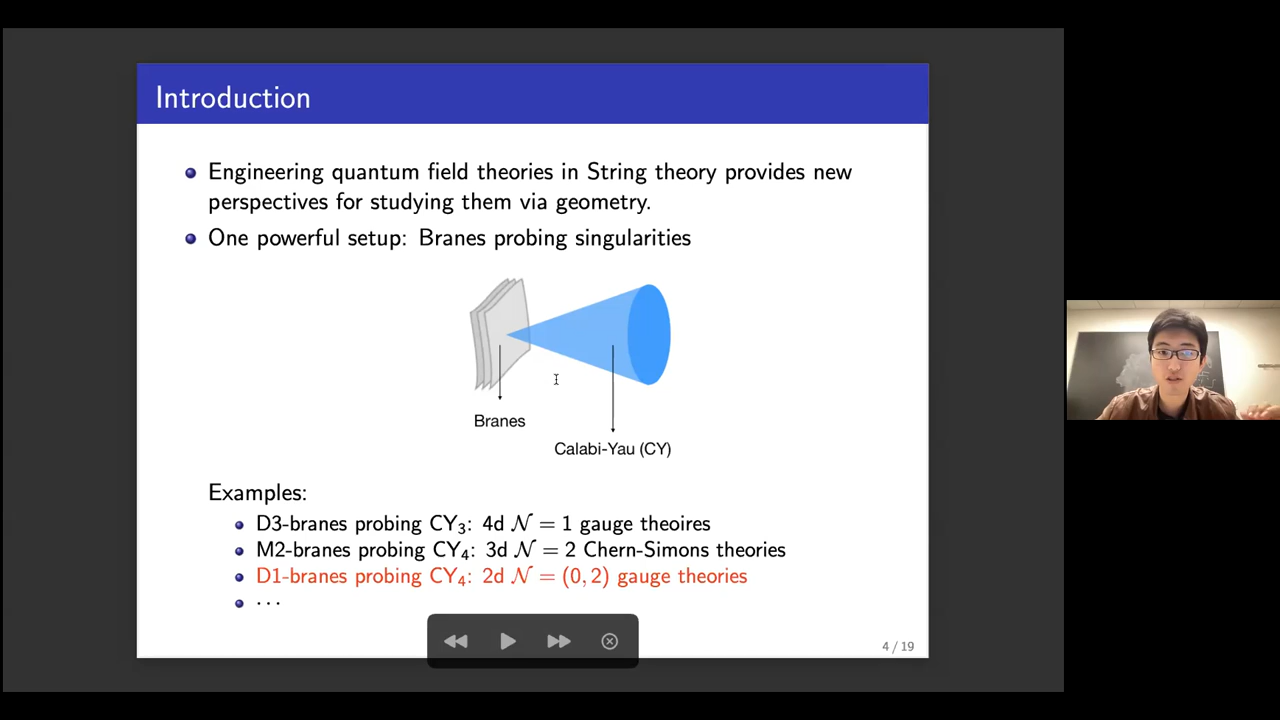 Introduction
Engineering quantum field theories in String theory provides new
perspectives for studying them via geometry.
One powerful setup: Branes probing singularities
Branes
Calabi-Yau (CY)
Examples:
D3-branes probing CY₃: 4d 𝒩 = 1 gauge theoires
M2-branes probing CY₄: 3d 𝒩 = 2 Chern-Simons theories
D1-branes probing CY₄: 2d 𝒩 = (0, 2) gauge theories
···
4 / 19